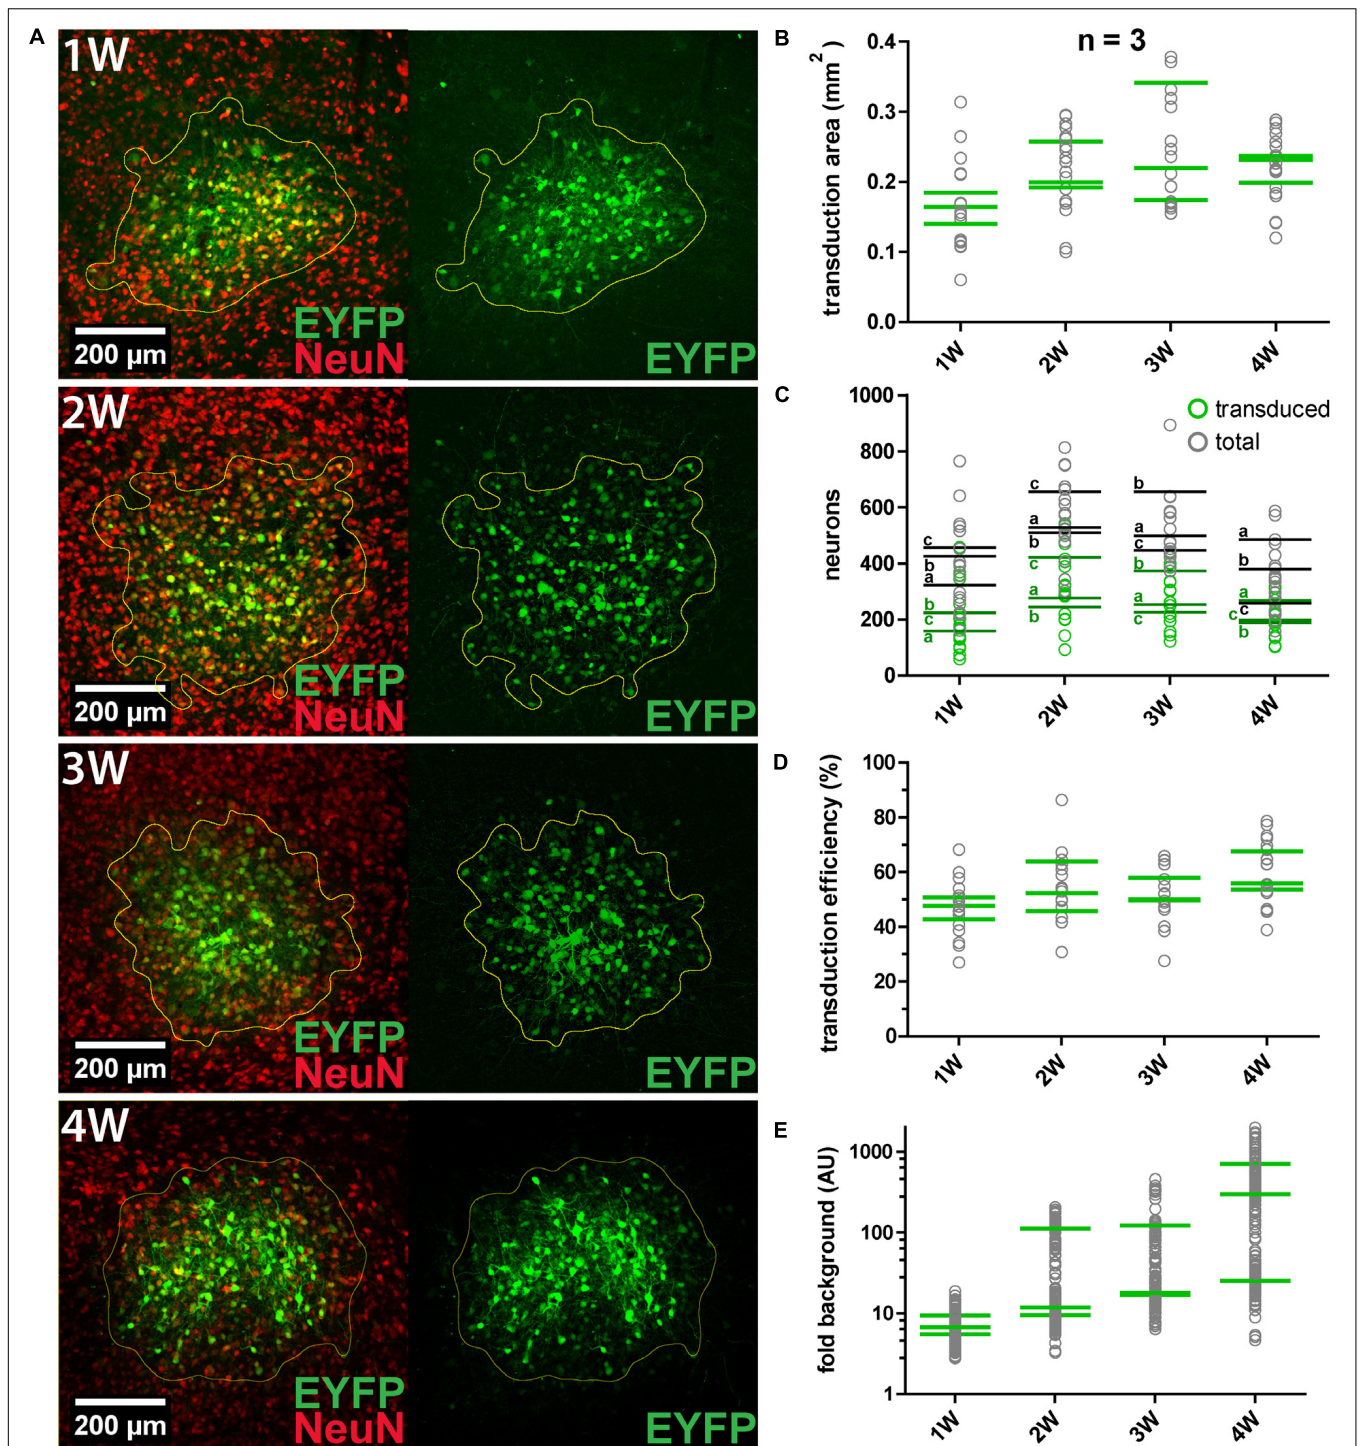 A
1W
EYFP
NeuN
200 µm
EYFP
2W
EYFP
NeuN
200 µm
EYFP
3W
EYFP
NeuN
200 µm
EYFP
4W
EYFP
NeuN
200 µm
EYFP
B
n = 3
transduction area (mm²)
0.4
0.3
0.2
0.1
0.0
1W 2W 3W 4W
C
neurons
transduced
total
1000
800
600
400
200
0
c b a b c a
c a b c a b
b a c b a c
a b a c c b
1W 2W 3W 4W
D
transduction efficiency (%)
100
80
60
40
20
0
1W 2W 3W 4W
E
fold background (AU)
1000
100
10
1
1W 2W 3W 4W